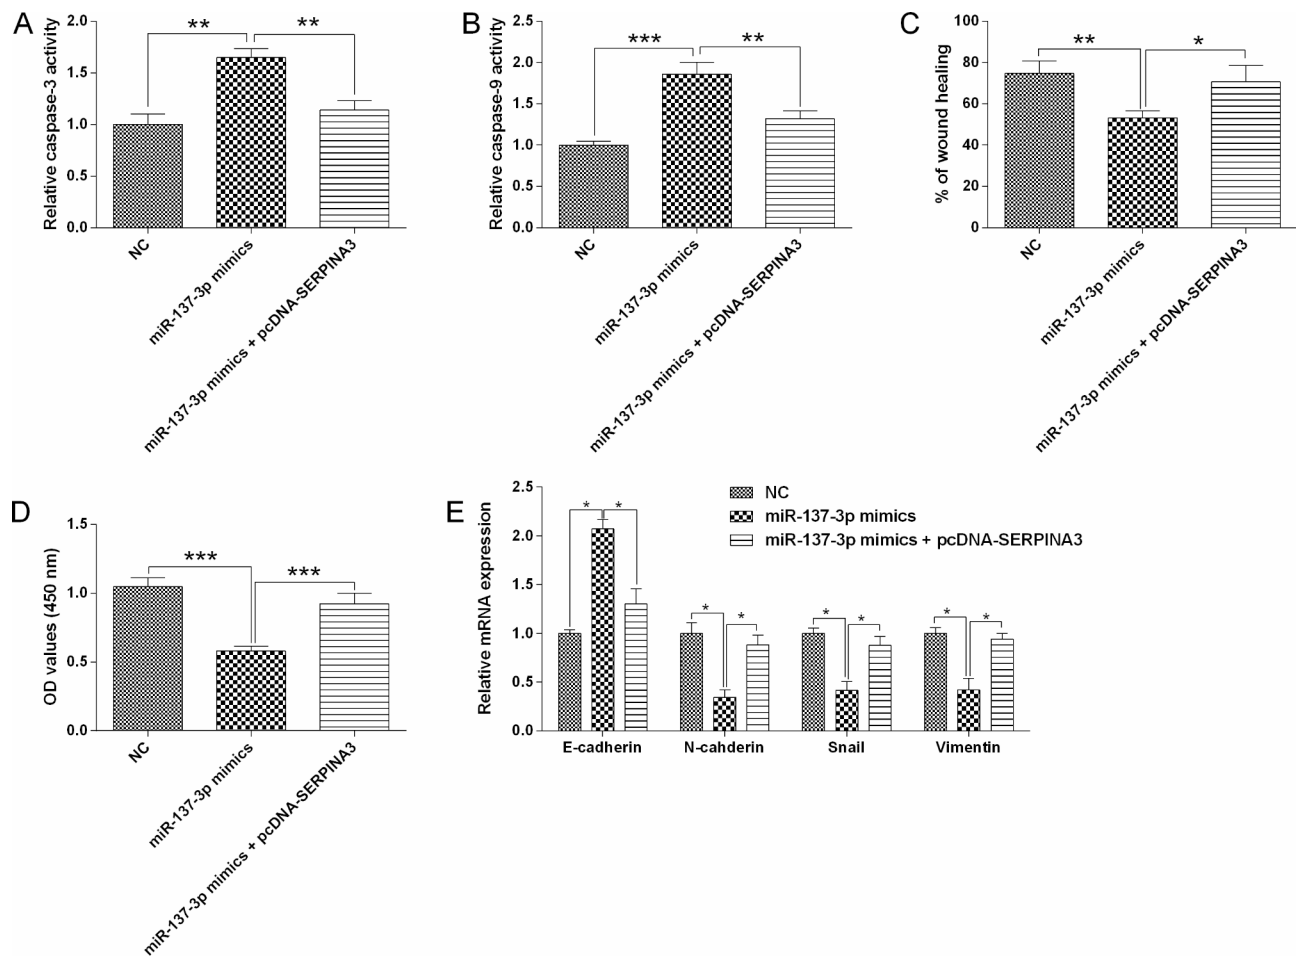 A
Relative caspase-3 activity
2.0
1.5
1.0
0.5
0.0
**
**
NC
miR-137-3p mimics
miR-137-3p mimics + pcDNA-SERPINA3
B
Relative caspase-9 activity
2.5
2.0
1.5
1.0
0.5
0.0
***
**
NC
miR-137-3p mimics
miR-137-3p mimics + pcDNA-SERPINA3
C
% of wound healing
100
80
60
40
20
0
**
*
NC
miR-137-3p mimics
miR-137-3p mimics + pcDNA-SERPINA3
D
OD values (450 nm)
1.5
1.0
0.5
0.0
***
***
NC
miR-137-3p mimics
miR-137-3p mimics + pcDNA-SERPINA3
E
Relative mRNA expression
2.5
2.0
1.5
1.0
0.5
0.0
NC
miR-137-3p mimics
miR-137-3p mimics + pcDNA-SERPINA3
* *
* *
* *
* *
E-cadherin N-cahderin Snail Vimentin